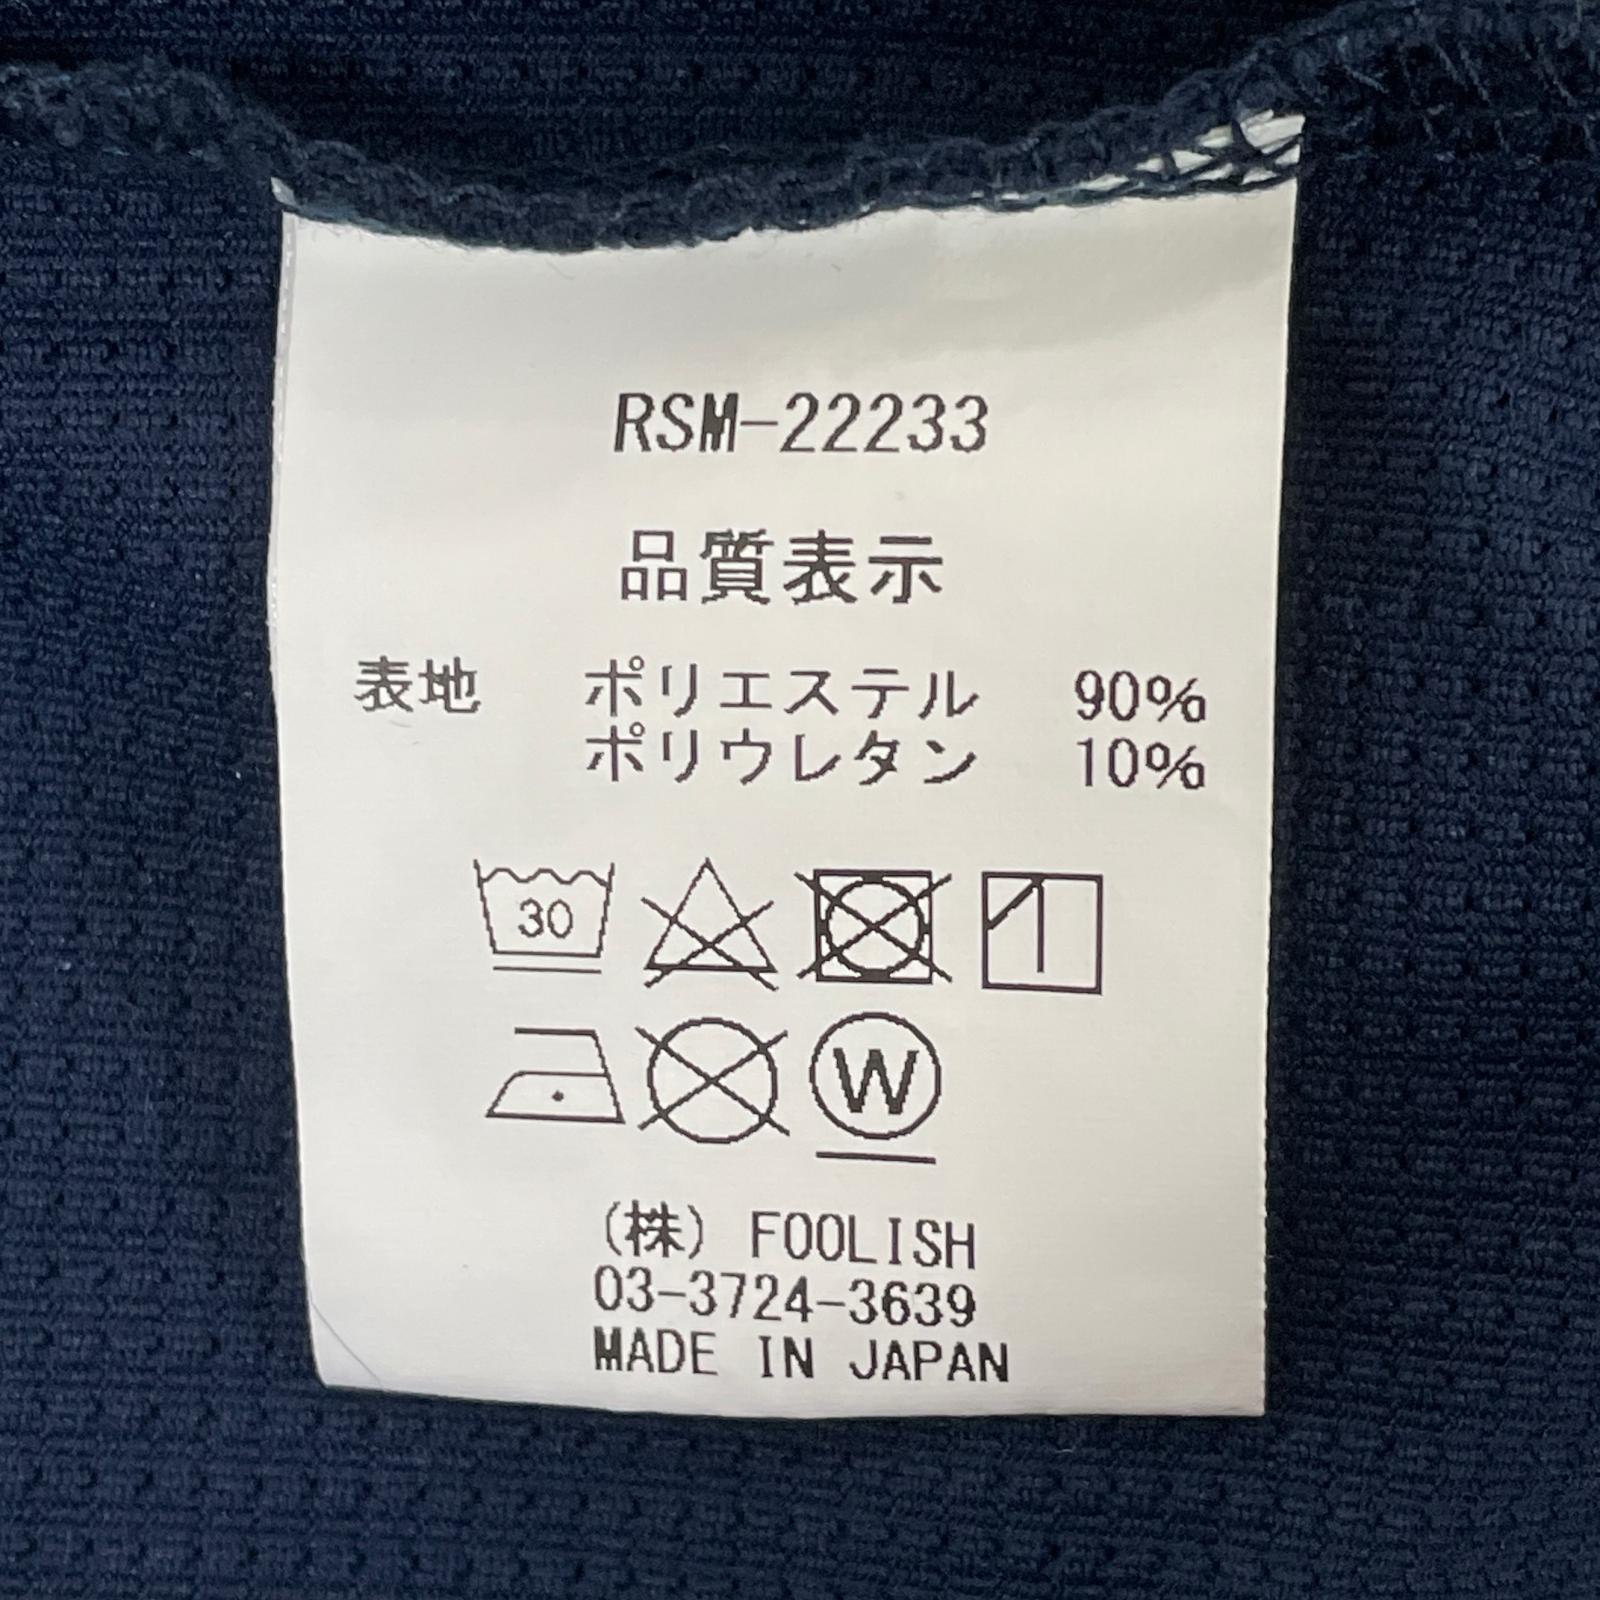 RSM-22233
品質表示
表地 ポリエステル 90%
ポリウレタン 10%
30
W
(株) FOOLISH
03-3724-3639
MADE IN JAPAN